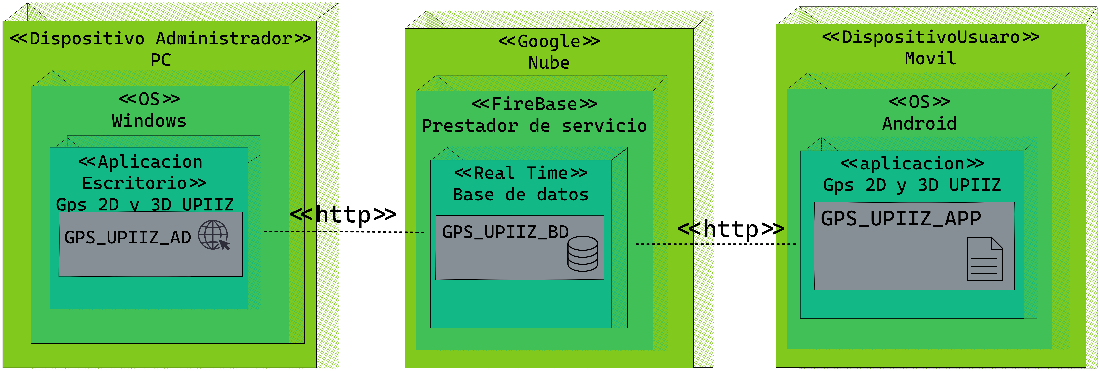 <<Dispositivo Administrador>>
PC
<<OS>>
Windows
<<Aplicacion
Escritorio>>
Gps 2D y 3D UPIIZ
GPS_UPIIZ_AD
<<http>>
<<Google>>
Nube
<<FireBase>>
Prestador de servicio
<<Real Time>>
Base de datos
GPS_UPIIZ_BD
<<http>>
<<DispositivoUsuaro>>
Movil
<<OS>>
Android
<<aplicacion>>
Gps 2D y 3D UPIIZ
GPS_UPIIZ_APP